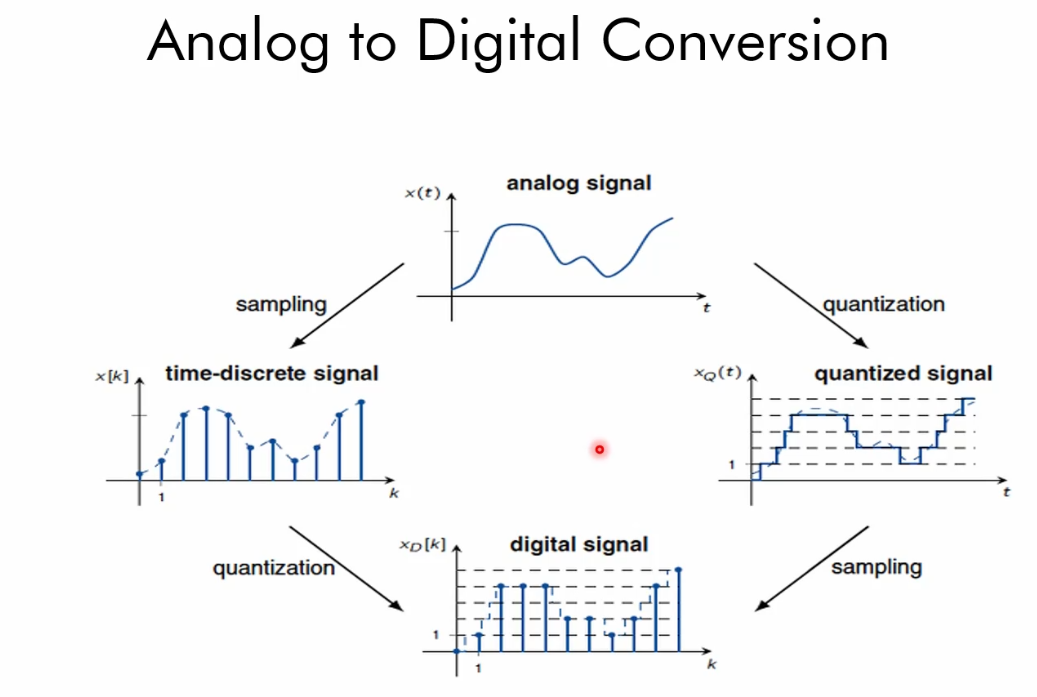 Analog to Digital Conversion
analog signal
x(t)
t
sampling
quantization
time-discrete signal
x[k]
1
k
quantized signal
x_Q(t)
1
t
quantization
sampling
digital signal
x_D[k]
1
1
k